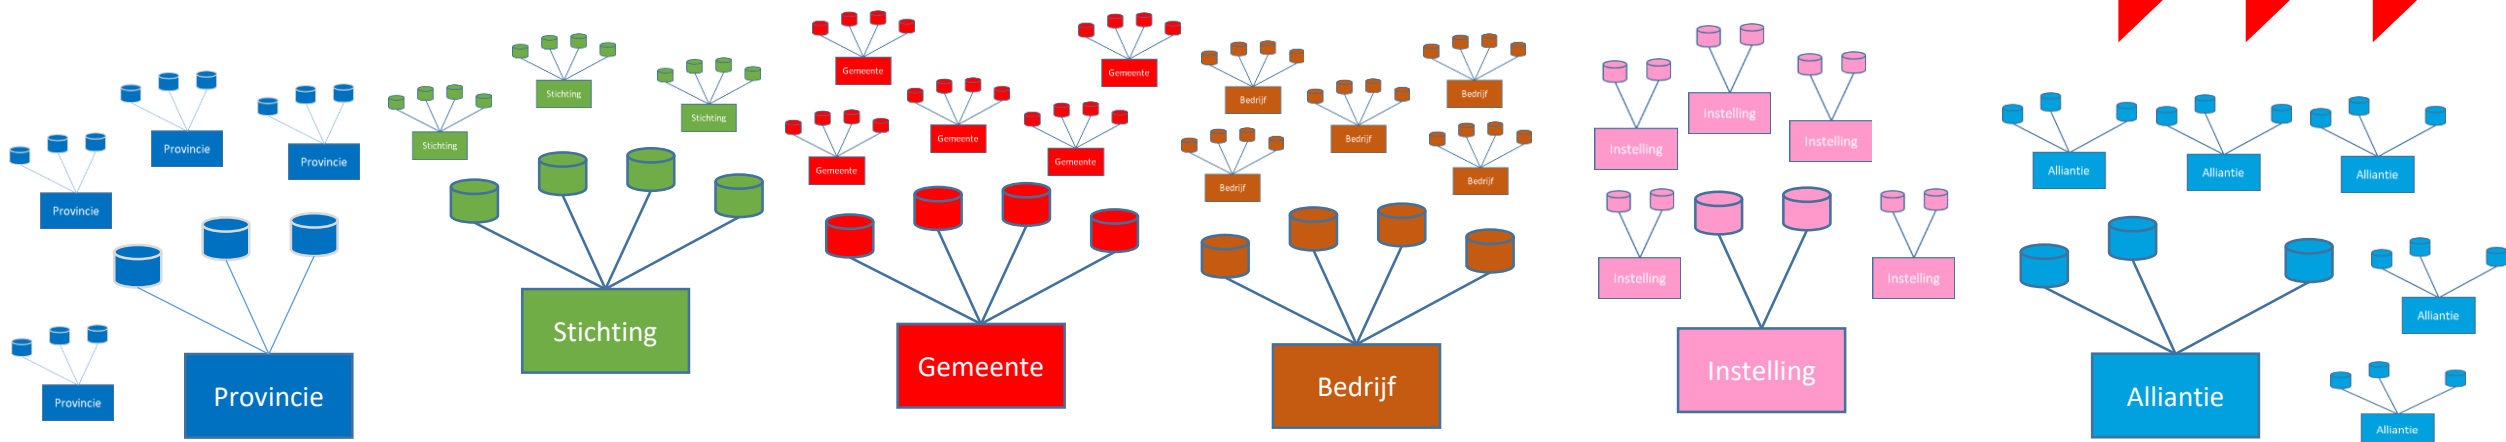 Provincie
Provincie
Provincie
Provincie
Provincie
Stichting
Stichting
Stichting
Stichting
Gemeente
Gemeente
Gemeente
Gemeente
Gemeente
Gemeente
Bedrijf
Bedrijf
Bedrijf
Bedrijf
Bedrijf
Bedrijf
Instelling
Instelling
Instelling
Instelling
Instelling
Instelling
Alliantie
Alliantie
Alliantie
Alliantie
Alliantie
Alliantie